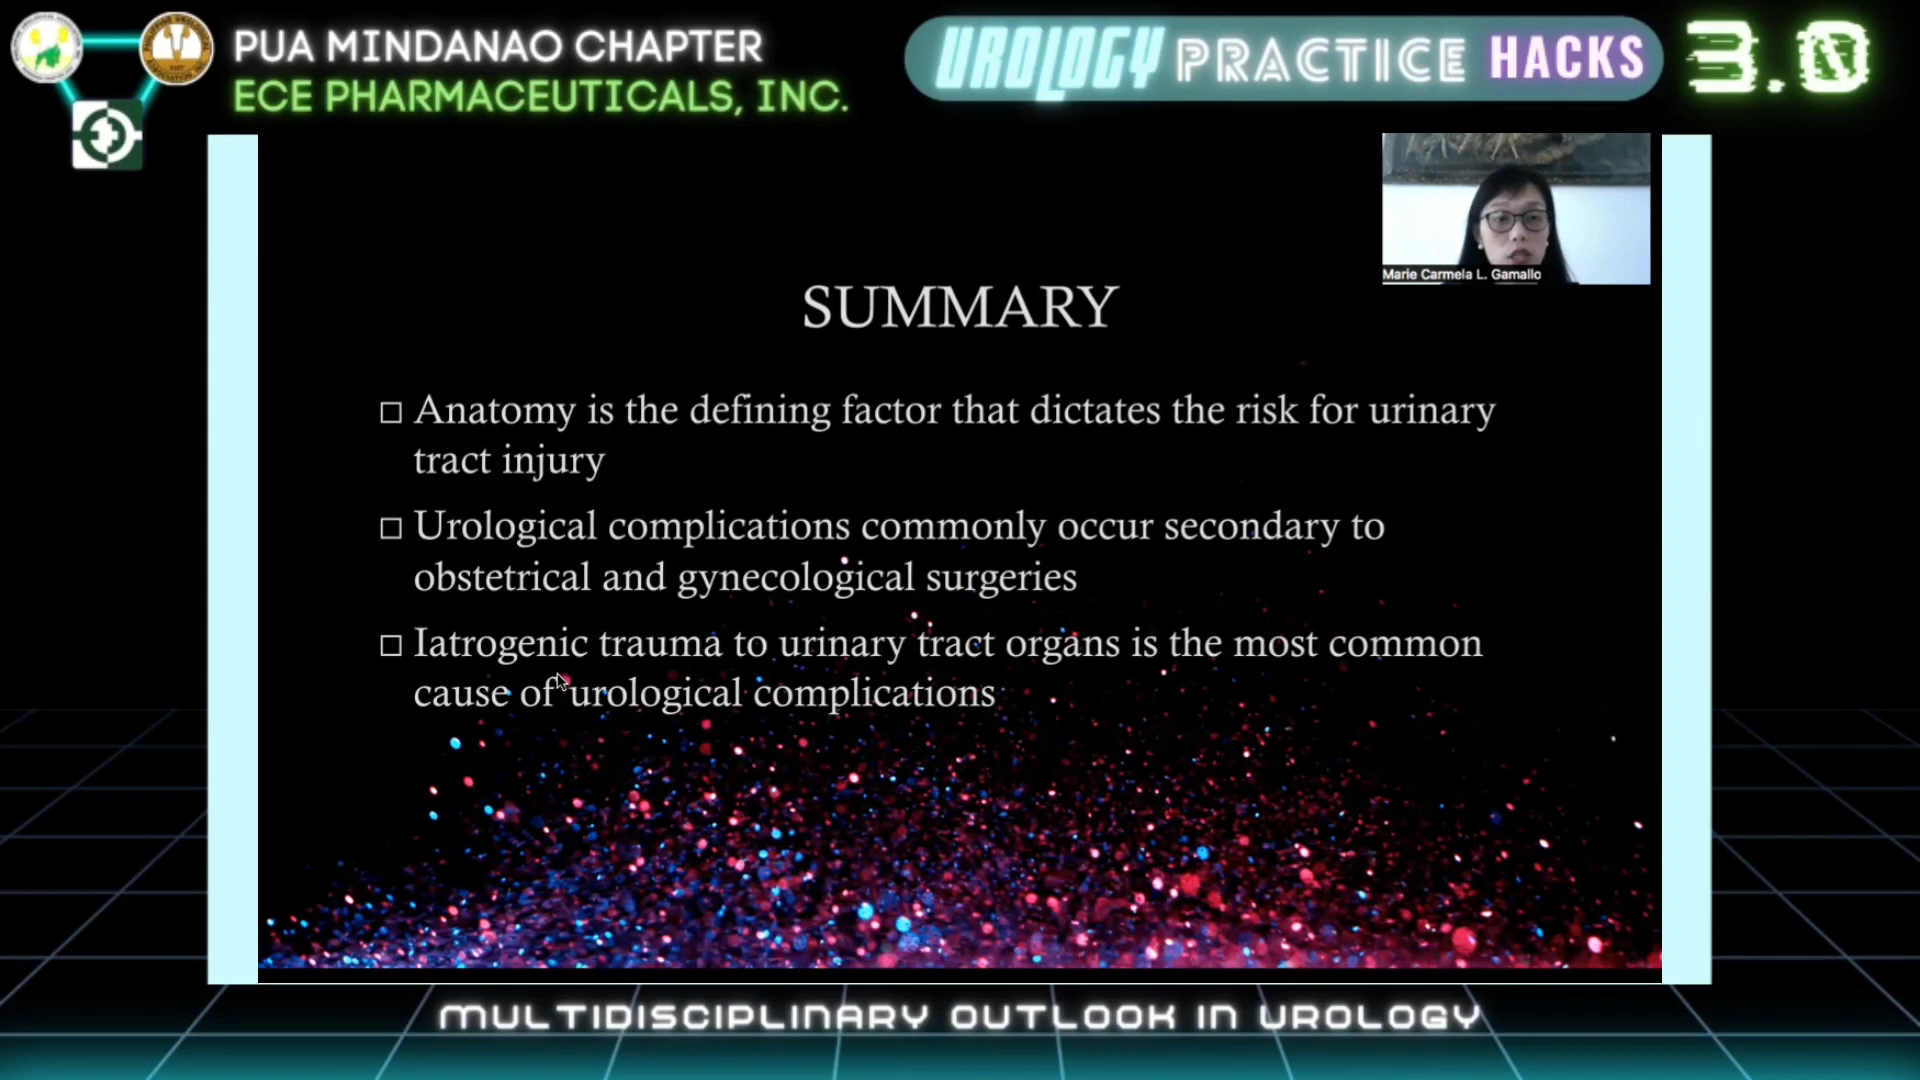 PUA MINDANAO CHAPTER
ECE PHARMACEUTICALS, INC.
UROLOGY PRACTICE HACKS 3.0
Marie Carmela L. Gamallo
SUMMARY
□ Anatomy is the defining factor that dictates the risk for urinary
tract injury
□ Urological complications commonly occur secondary to
obstetrical and gynecological surgeries
□ Iatrogenic trauma to urinary tract organs is the most common
cause of urological complications
MULTIDISCIPLINARY OUTLOOK IN UROLOGY